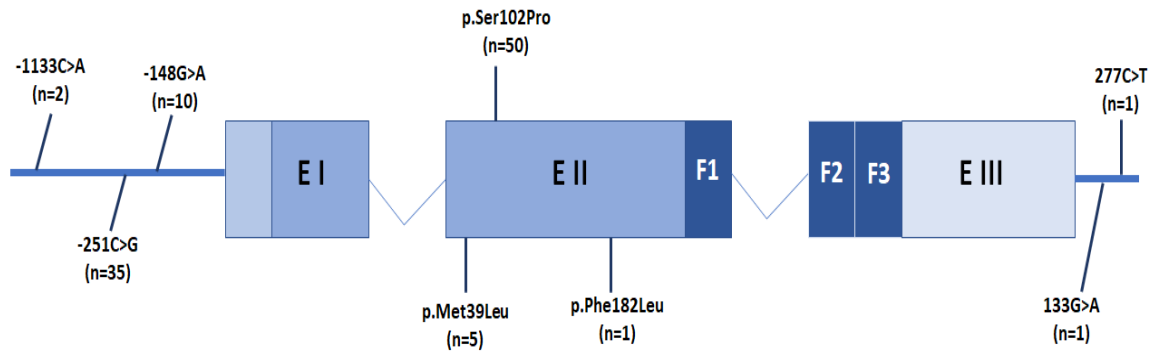 p.Ser102Pro
(n=50)
-1133C>A
(n=2)
-148G>A
(n=10)
277C>T
(n=1)
E I
E II
F1
F2
F3
E III
-251C>G
(n=35)
p.Met39Leu
(n=5)
p.Phe182Leu
(n=1)
133G>A
(n=1)